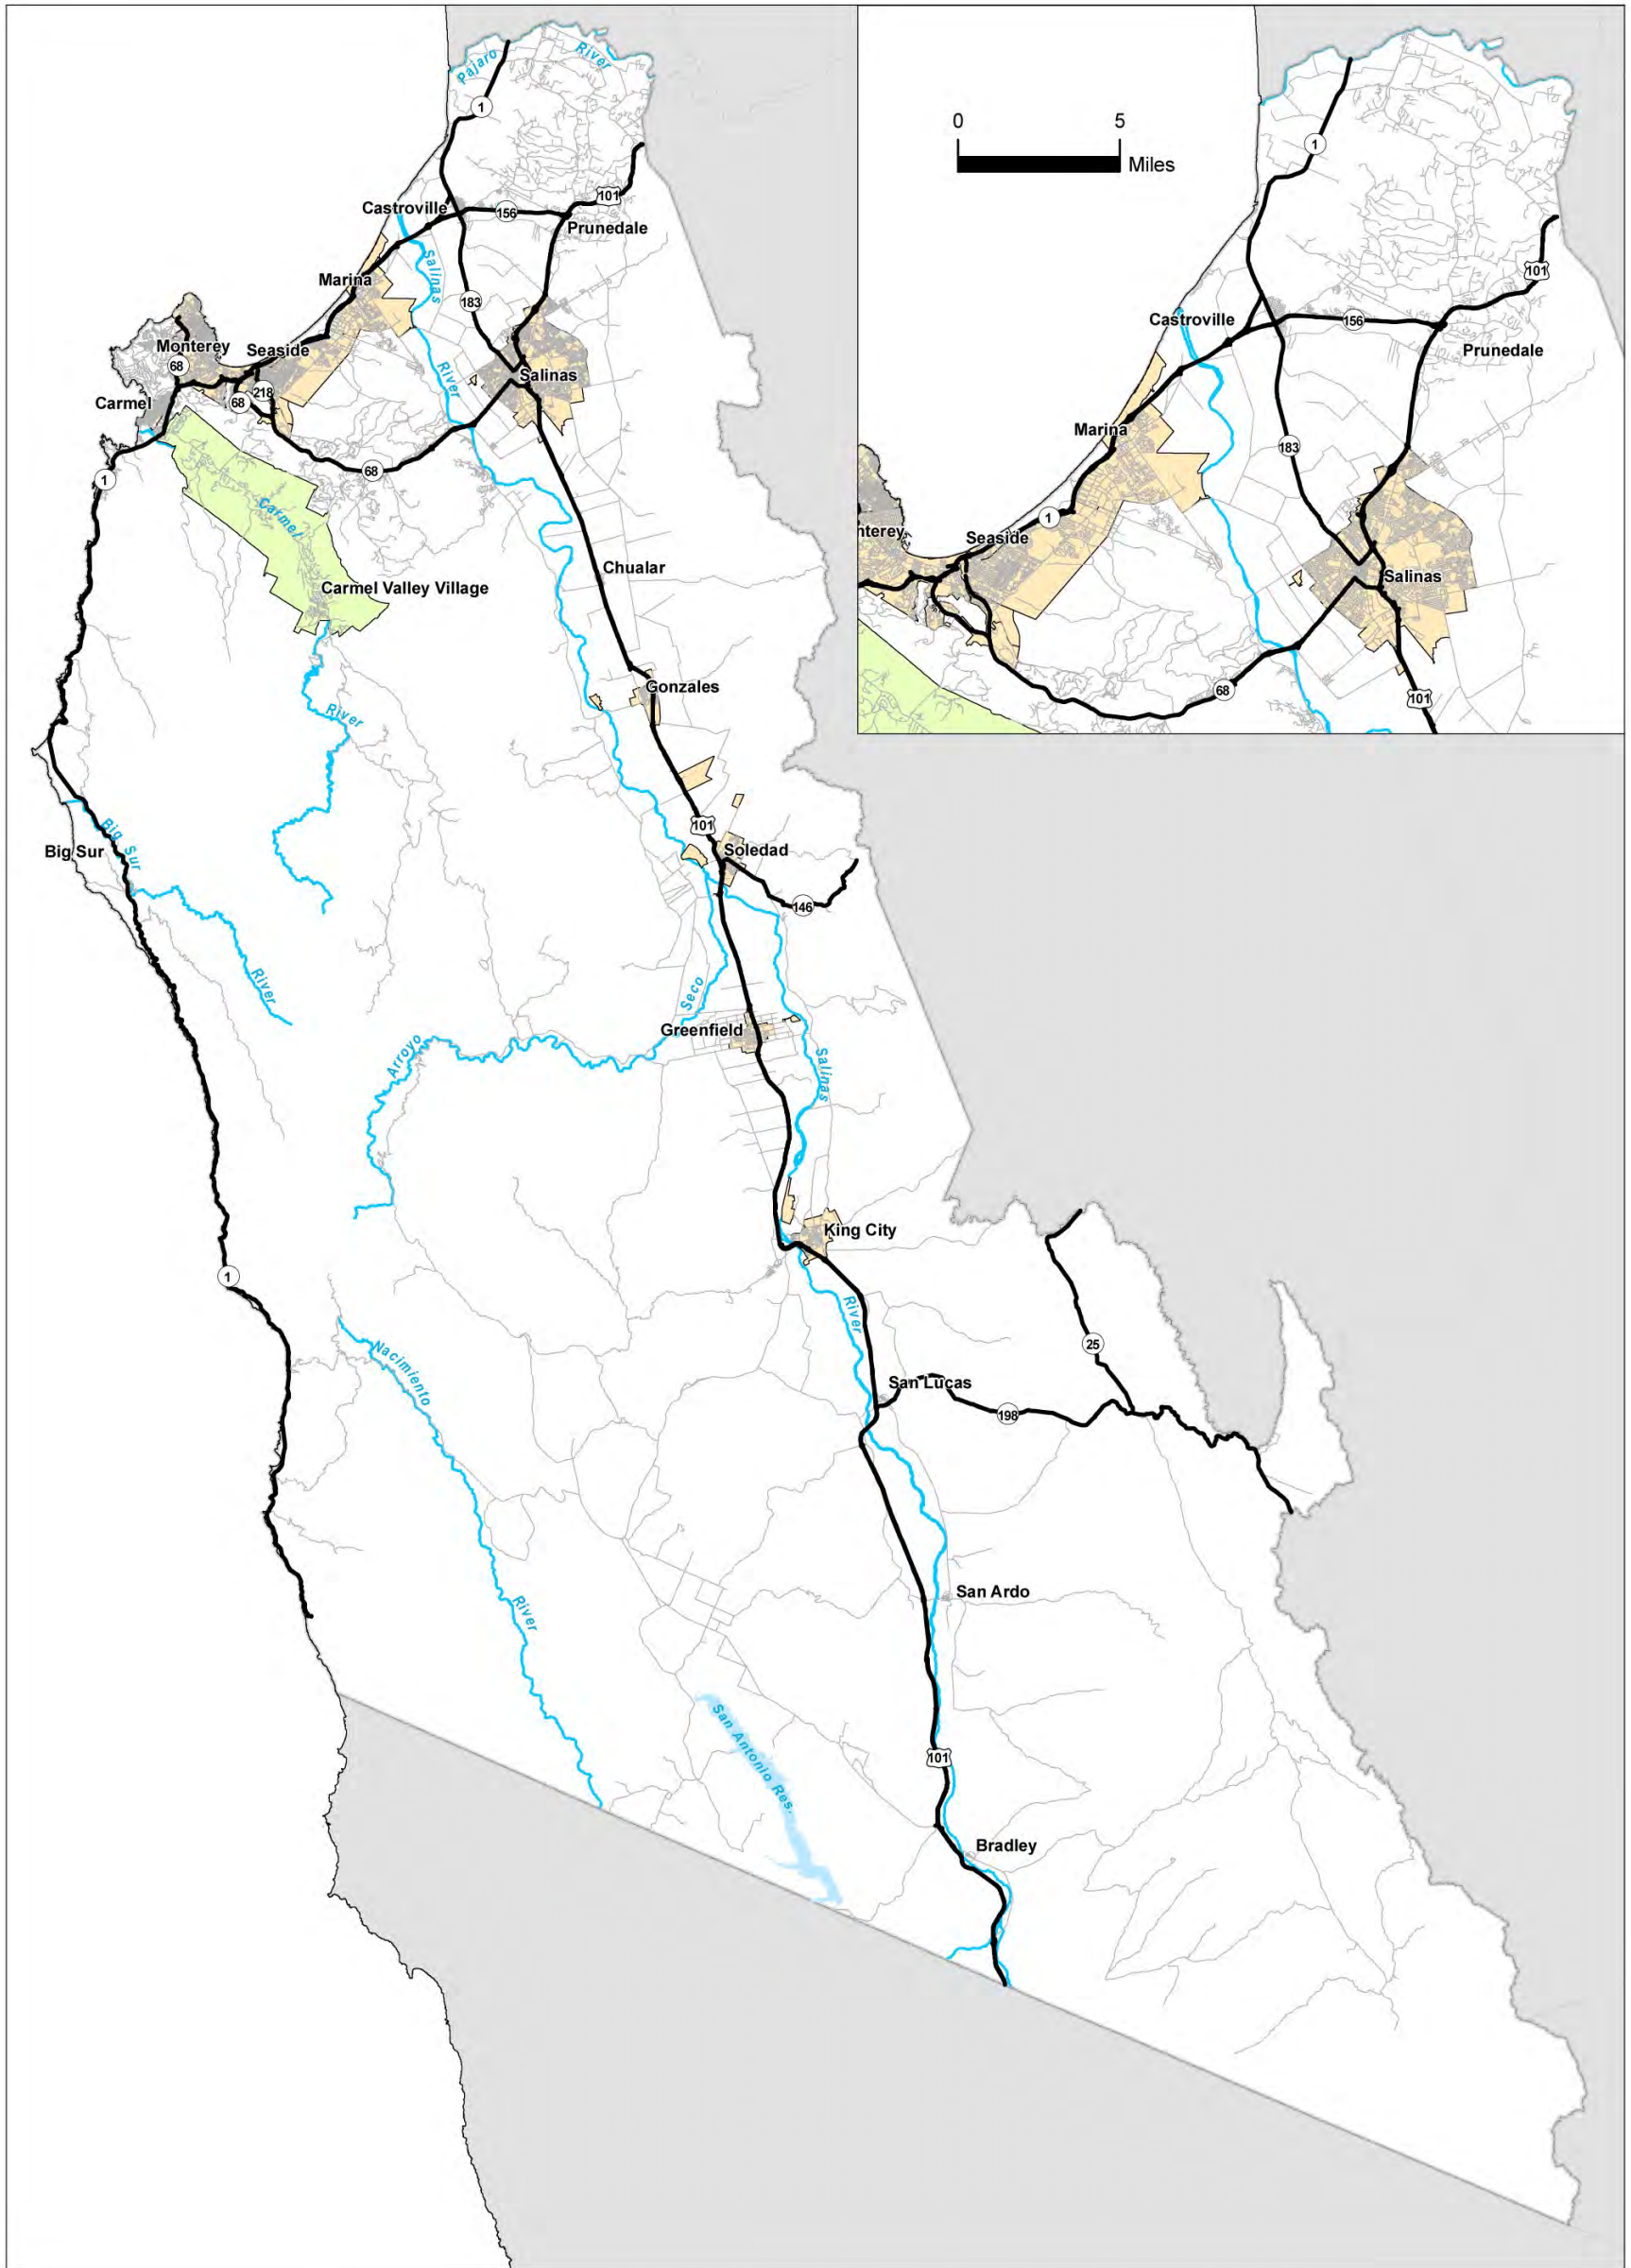 Pajaro
River
1
101
Castroville
156
Prunedale
Salinas
Marina
183
Monterey
Seaside
68
River
Salinas
218
Carmel
68
68
1
Carmel
Chualar
Carmel Valley Village
Gonzales
River
101
Big Sur
Big Sur
Soledad
146
River
Seco
Greenfield
Arroyo
Salinas
King City
1
River
25
Nacimiento
San Lucas
198
San Ardo
River
San Antonio Res.
101
Bradley
0
5
Miles
1
101
Castroville
156
Prunedale
Marina
183
1
nterey
Seaside
Salinas
68
101